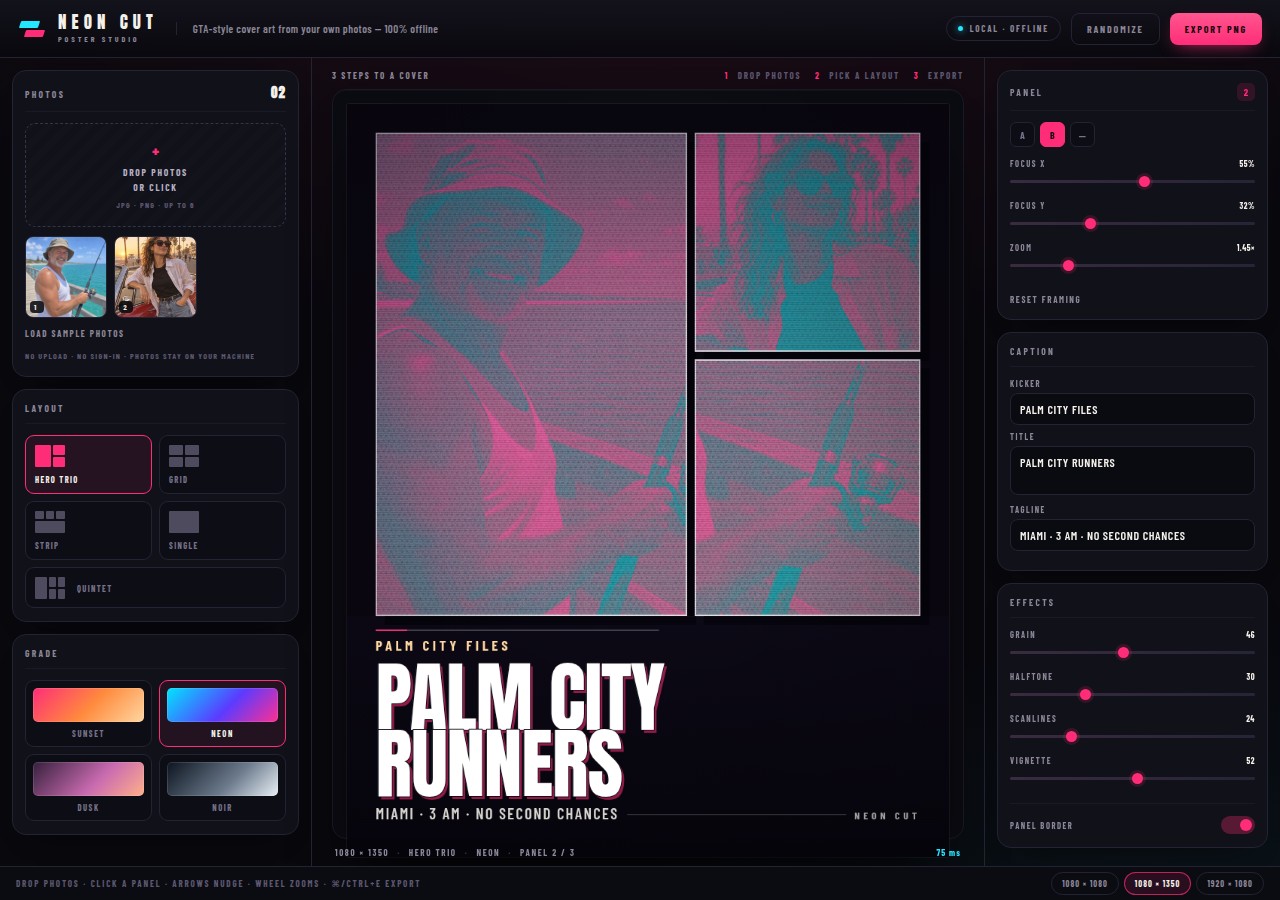 NEON CUT
POSTER STUDIO
GTA-style cover art from your own photos — 100% offline
LOCAL · OFFLINE
RANDOMIZE
EXPORT PNG
PHOTOS
02
+
DROP PHOTOS
OR CLICK
JPG · PNG · UP TO 6
1
2
LOAD SAMPLE PHOTOS
NO UPLOAD · NO SIGN-IN · PHOTOS STAY ON YOUR MACHINE
LAYOUT
HERO TRIO
GRID
STRIP
SINGLE
QUINTET
GRADE
SUNSET
NEON
DUSK
NOIR
3 STEPS TO A COVER
1 DROP PHOTOS 2 PICK A LAYOUT 3 EXPORT
PALM CITY FILES
PALM CITY
RUNNERS
MIAMI · 3 AM · NO SECOND CHANCES
NEON CUT
1080 × 1350 · HERO TRIO · NEON · PANEL 2 / 3
75 ms
PANEL
2
A
B
—
FOCUS X
55%
FOCUS Y
32%
ZOOM
1.45×
RESET FRAMING
CAPTION
KICKER
PALM CITY FILES
TITLE
PALM CITY RUNNERS
TAGLINE
MIAMI · 3 AM · NO SECOND CHANCES
EFFECTS
GRAIN
46
HALFTONE
30
SCANLINES
24
VIGNETTE
52
PANEL BORDER
DROP PHOTOS · CLICK A PANEL · ARROWS NUDGE · WHEEL ZOOMS · ⌘/CTRL+E EXPORT
1080 × 1080
1080 × 1350
1920 × 1080